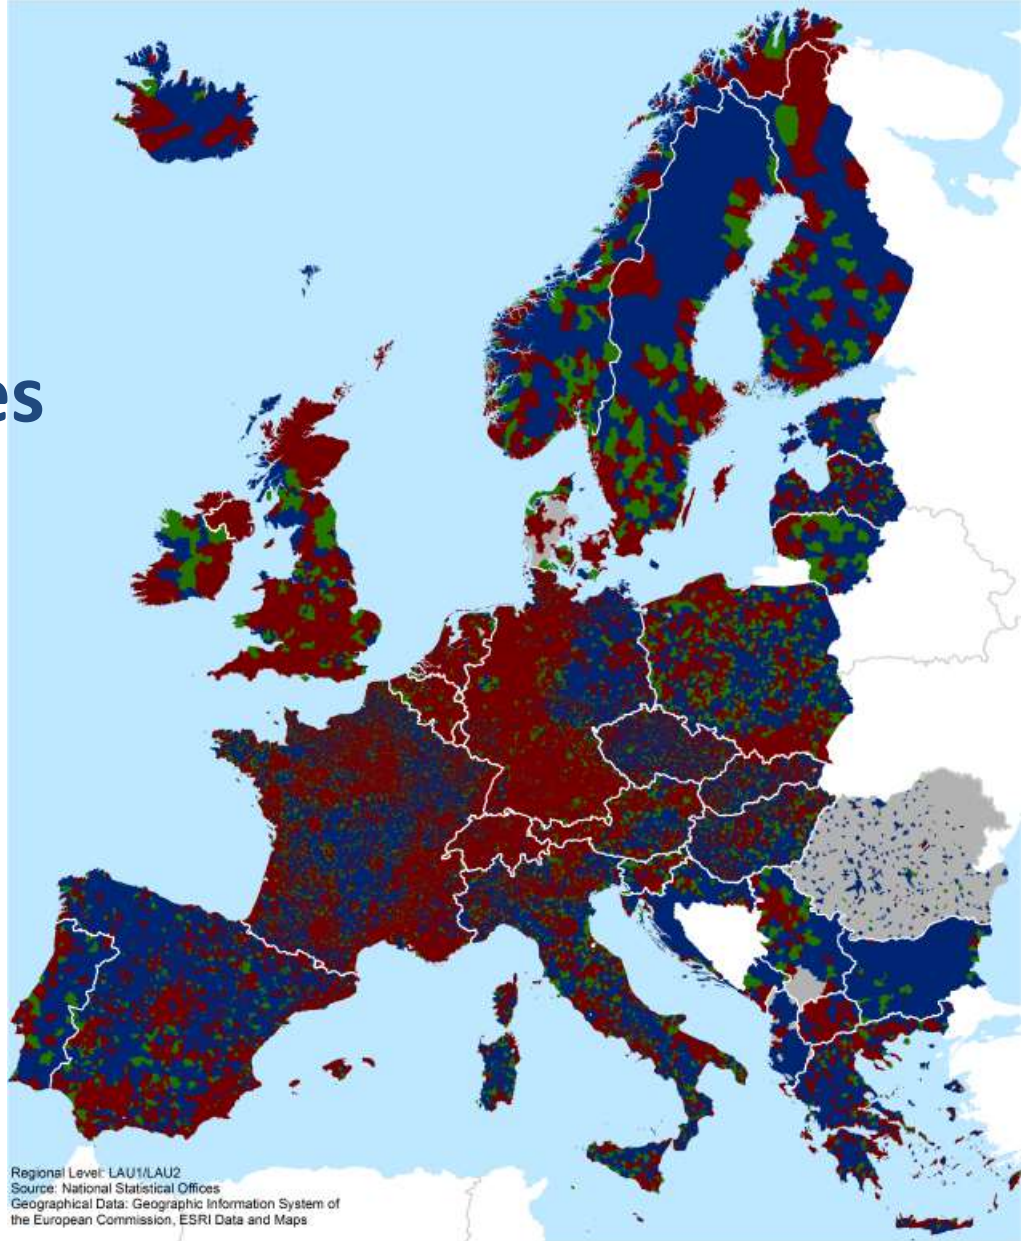 es
Regional Level: LAU1/LAU2
Source: National Statistical Offices
Geographical Data: Geographic Information System of
the European Commission, ESRI Data and Maps